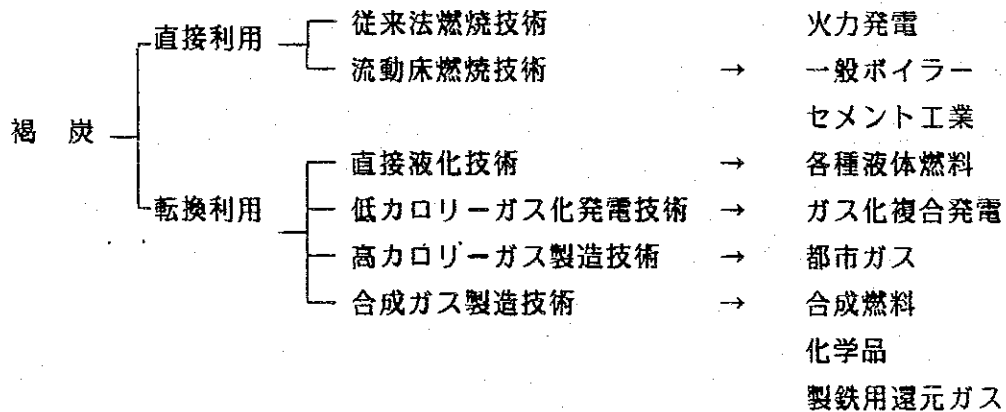 従来法燃焼技術 火力発電
直接利用
流動床燃焼技術 → 一般ボイラー
セメント工業
褐 炭
直接液化技術 → 各種液体燃料
転換利用
低カロリーガス化発電技術 → ガス化複合発電
高カロリーガス製造技術 → 都市ガス
合成ガス製造技術 → 合成燃料
化学品
製鉄用還元ガス